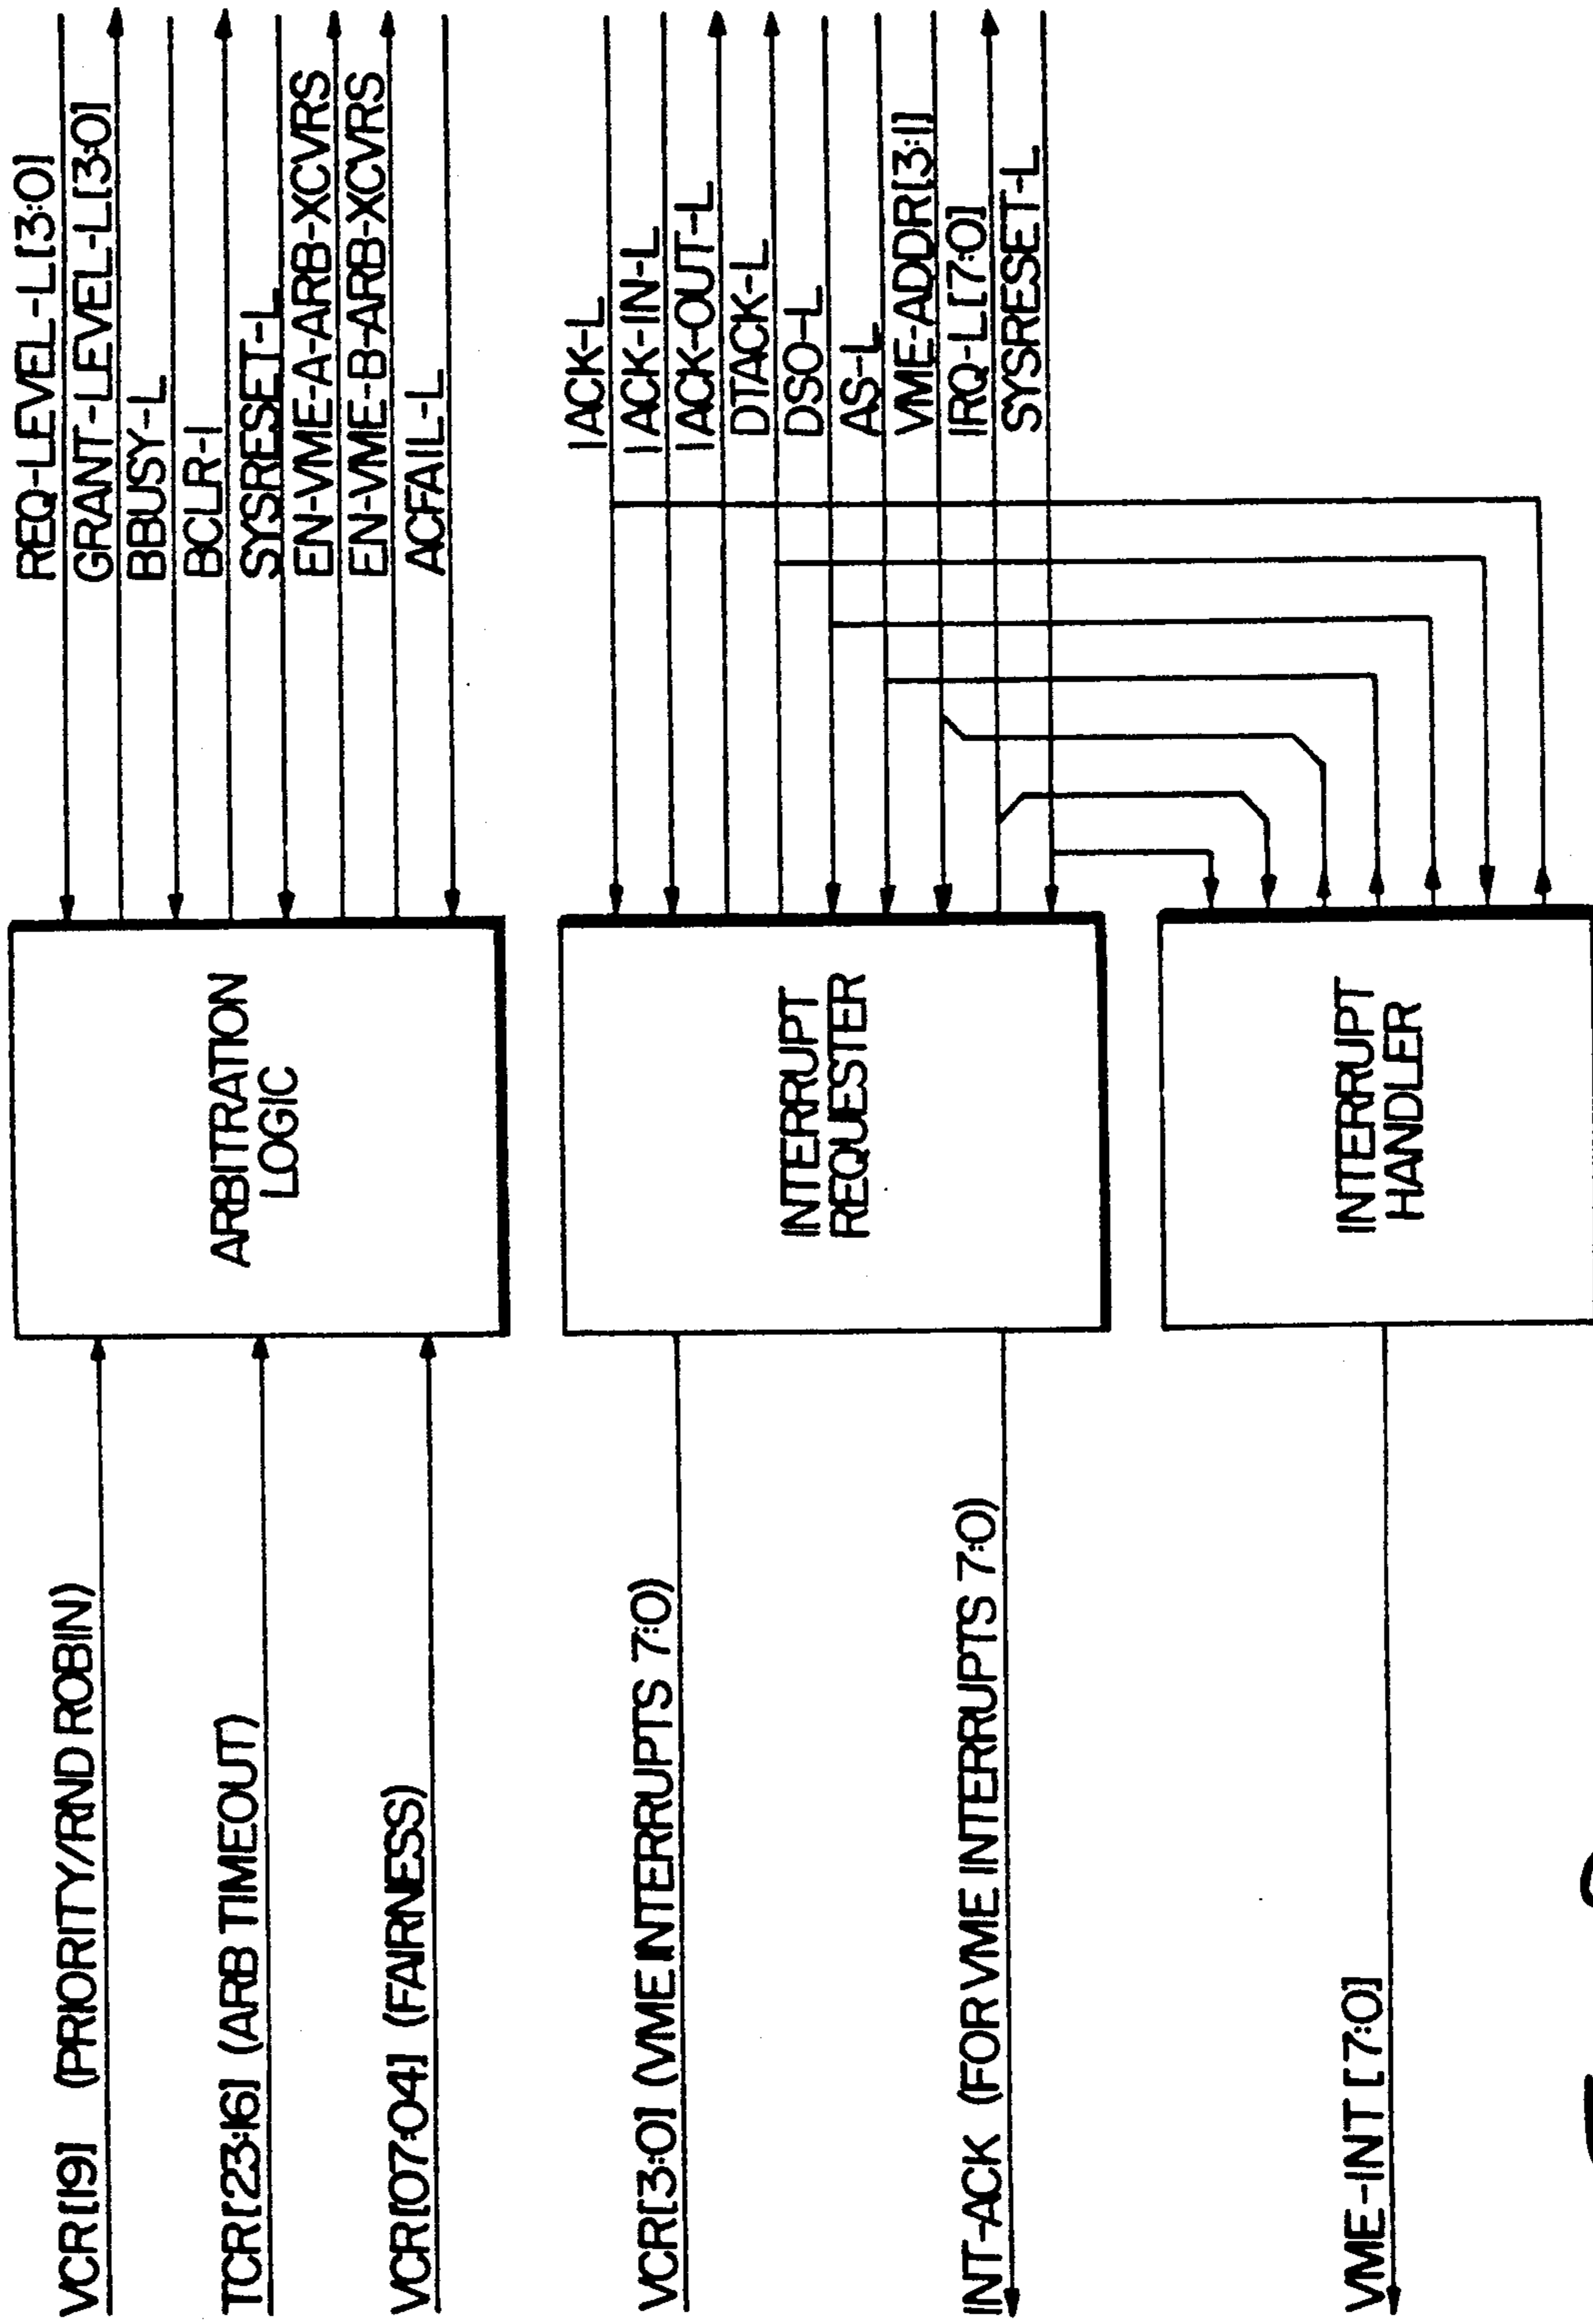 VCR[19] (PRIORITY/RND ROBIN)
TCR[23:16] (ARB TIMEOUT)
VCR[07:04] (FAIRNESS)
ARBITRATION
LOGIC
REQ-LEVEL-L[3:0]
GRANT-LEVEL-L[3:0]
BBUSY-L
BCLR-1
SYSRESET-L
EN-VME-A-ARB-XCVRS
EN-VME-B-ARB-XCVRS
ACFAIL-L
VCR[3:0] (VME INTERRUPTS 7:0)
INT-ACK (FOR VME INTERRUPTS 7:0)
INTERRUPT
REQUESTER
IACK-L
IACK-IN-L
IACK-OUT-L
DTACK-L
DSO-L
AS-L
VME-ADDR[3:1]
IRQ-L[7:0]
SYSRESET-L
VME-INT [7:0]
INTERRUPT
HANDLER